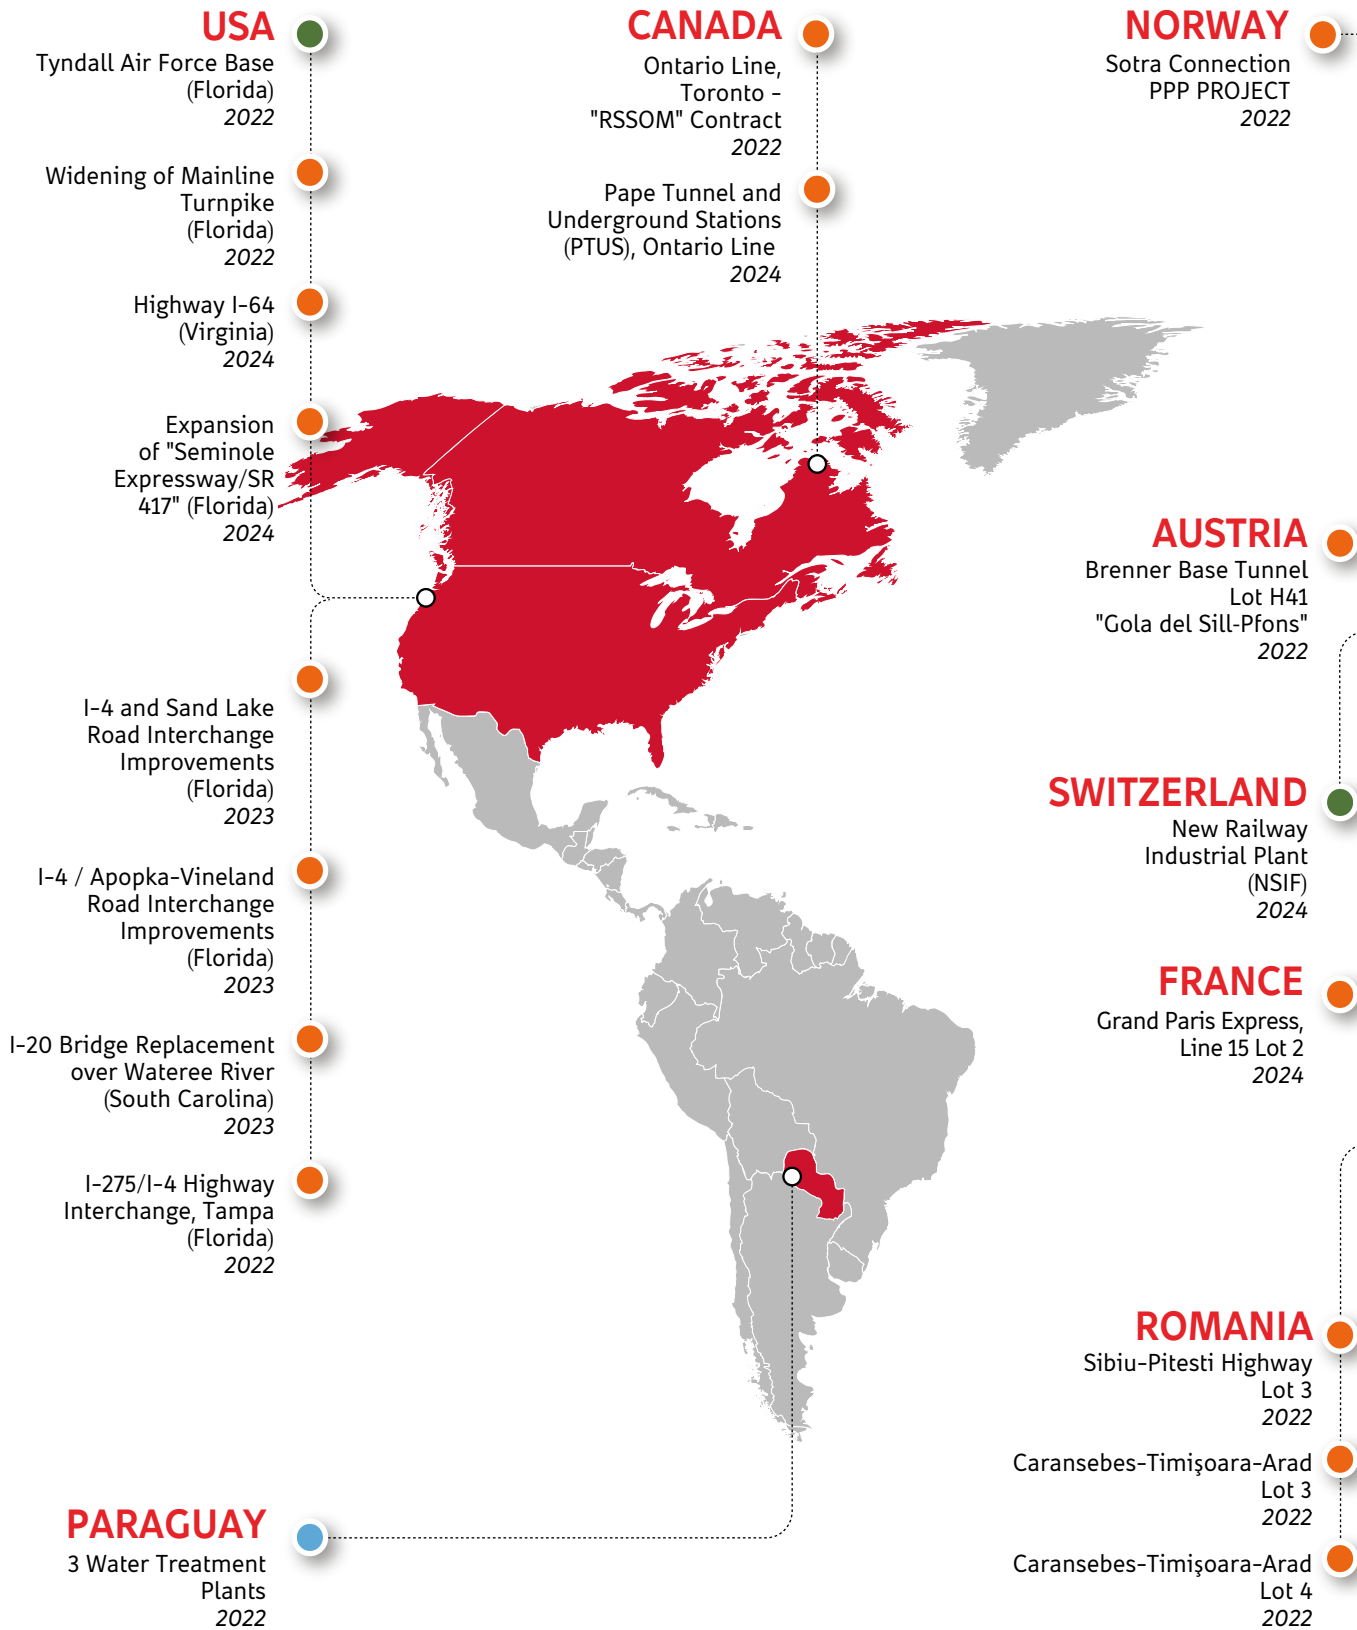 USA
Tyndall Air Force Base
(Florida)
2022
Widening of Mainline
Turnpike
(Florida)
2022
Highway I-64
(Virginia)
2024
Expansion
of "Seminole
Expressway/SR
417" (Florida)
2024
I-4 and Sand Lake
Road Interchange
Improvements
(Florida)
2023
I-4 / Apopka-Vineland
Road Interchange
Improvements
(Florida)
2023
I-20 Bridge Replacement
over Wateree River
(South Carolina)
2023
I-275/I-4 Highway
Interchange, Tampa
(Florida)
2022
PARAGUAY
3 Water Treatment
Plants
2022
CANADA
Ontario Line,
Toronto -
"RSSOM" Contract
2022
Pape Tunnel and
Underground Stations
(PTUS), Ontario Line
2024
NORWAY
Sotra Connection
PPP PROJECT
2022
AUSTRIA
Brenner Base Tunnel
Lot H41
"Gola del Sill-Pfons"
2022
SWITZERLAND
New Railway
Industrial Plant
(NSIF)
2024
FRANCE
Grand Paris Express,
Line 15 Lot 2
2024
ROMANIA
Sibiu-Pitesti Highway
Lot 3
2022
Caransebes-Timişoara-Arad
Lot 3
2022
Caransebes-Timişoara-Arad
Lot 4
2022